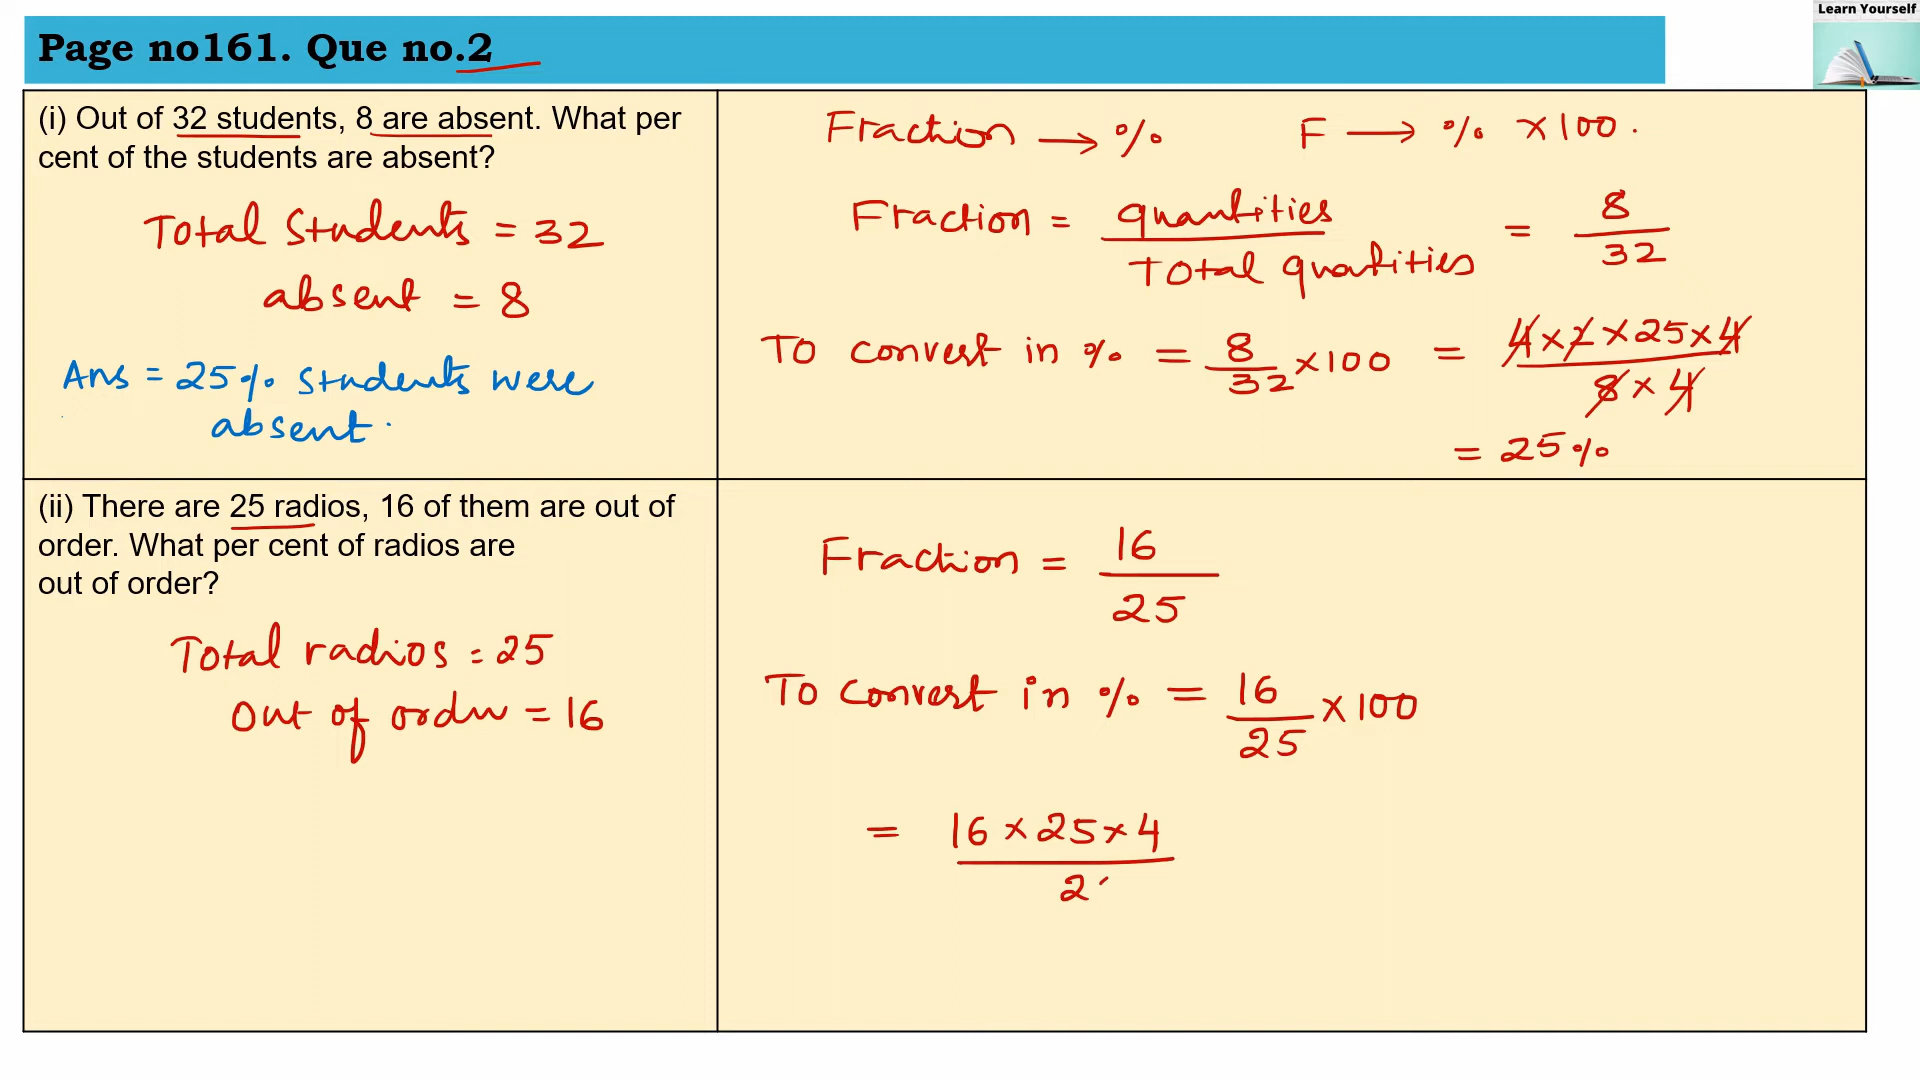 Learn Yourself
Page no161. Que no.2
(i) Out of 32 students, 8 are absent. What per
cent of the students are absent?
Total Students = 32
absent = 8
Ans = 25% students were
absent.
Fraction → % F → % ×100.
Fraction = quantities / Total quantities = 8/32
To convert in % = 8/32 ×100 = 4×2×25×4 / 8×4
= 25%
(ii) There are 25 radios, 16 of them are out of
order. What per cent of radios are
out of order?
Total radios = 25
Out of order = 16
Fraction = 16/25
To convert in % = 16/25 ×100
= 16×25×4 / 2